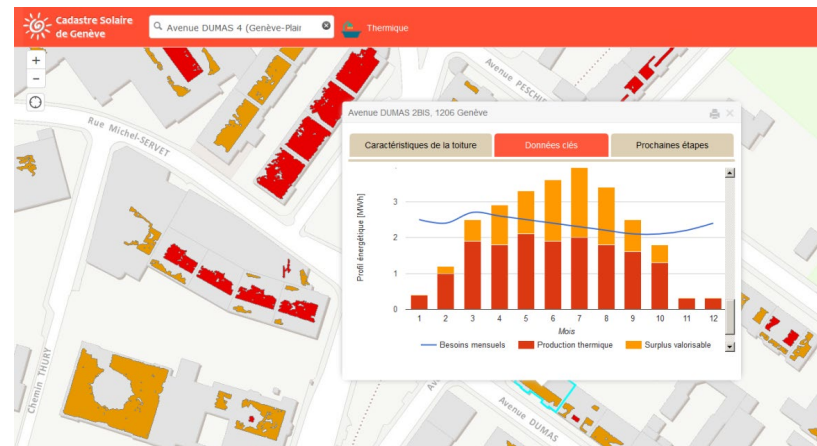 Cadastre Solaire
de Genève
Avenue DUMAS 4 (Genève-Plai
Thermique
+
−
Avenue PESCHI
Rue Michel-SERVET
Chemin THURY
Avenue DUMAS 2BIS, 1206 Genève
Caractéristiques de la toiture
Données clés
Prochaines étapes
Profil énergétique [MWh]
3
2
1
0
1 2 3 4 5 6 7 8 9 10 11 12
Mois
Besoins mensuels Production thermique Surplus valorisable
Av
Avenue DUMAS